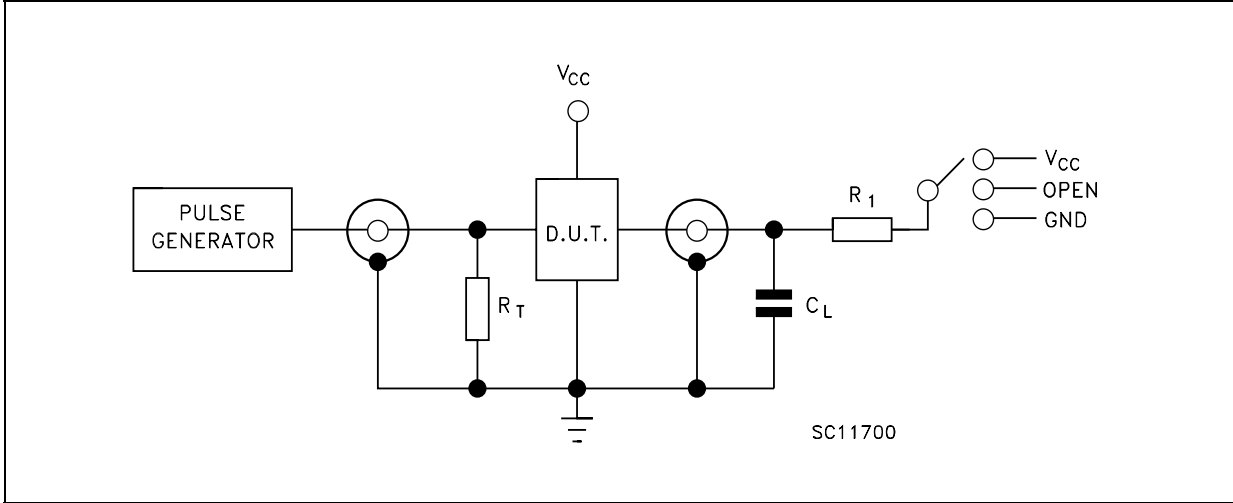 VCC
PULSE
GENERATOR
D.U.T.
RT
CL
R1
VCC
OPEN
GND
SC11700